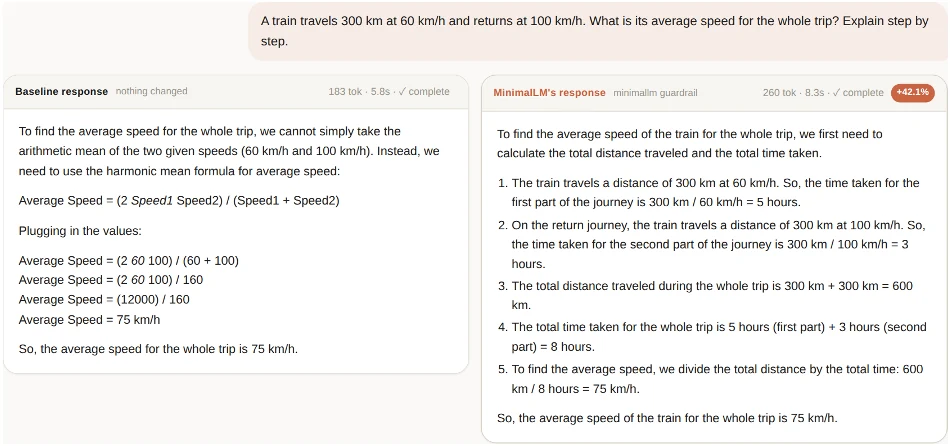 A train travels 300 km at 60 km/h and returns at 100 km/h. What is its average speed for the whole trip? Explain step by
step.
Baseline response nothing changed 183 tok · 5.8s · ✓ complete
To find the average speed for the whole trip, we cannot simply take the
arithmetic mean of the two given speeds (60 km/h and 100 km/h). Instead, we
need to use the harmonic mean formula for average speed:
Average Speed = (2 Speed1 Speed2) / (Speed1 + Speed2)
Plugging in the values:
Average Speed = (2 60 100) / (60 + 100)
Average Speed = (2 60 100) / 160
Average Speed = (12000) / 160
Average Speed = 75 km/h
So, the average speed for the whole trip is 75 km/h.
MinimalLM's response minimallm guardrail 260 tok · 8.3s · ✓ complete +42.1%
To find the average speed of the train for the whole trip, we first need to
calculate the total distance traveled and the total time taken.
1. The train travels a distance of 300 km at 60 km/h. So, the time taken for the
first part of the journey is 300 km / 60 km/h = 5 hours.
2. On the return journey, the train travels a distance of 300 km at 100 km/h. So,
the time taken for the second part of the journey is 300 km / 100 km/h = 3
hours.
3. The total distance traveled during the whole trip is 300 km + 300 km = 600
km.
4. The total time taken for the whole trip is 5 hours (first part) + 3 hours (second
part) = 8 hours.
5. To find the average speed, we divide the total distance by the total time: 600
km / 8 hours = 75 km/h.
So, the average speed of the train for the whole trip is 75 km/h.